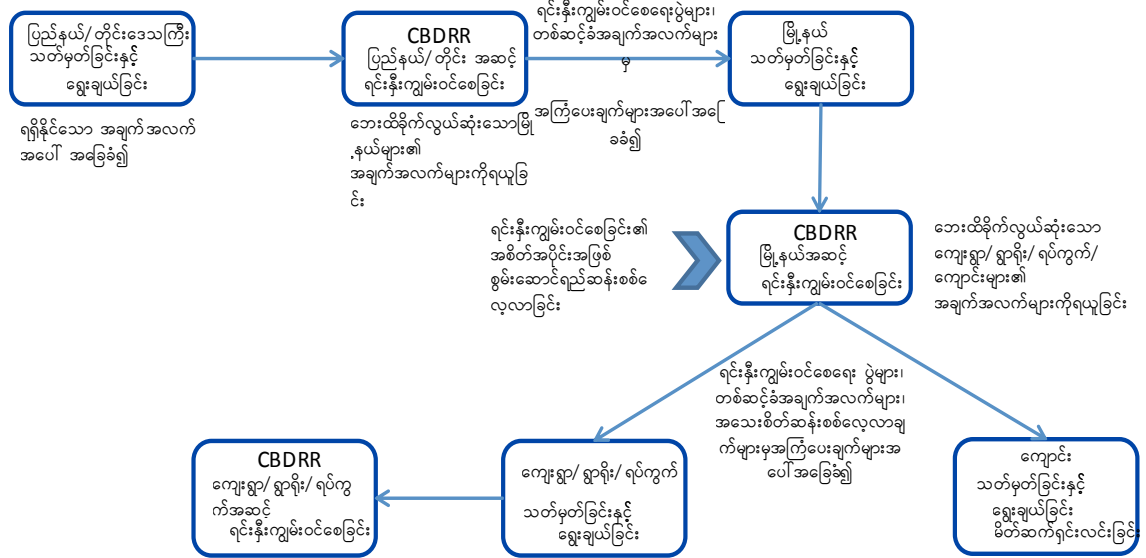 ပြည်နယ်/ တိုင်းဒေသကြီး
သတ်မှတ်ခြင်းနှင့်
ရွေးချယ်ခြင်း
ရရှိနိုင်သော အချက်အလက်
အပေါ် အခြေခံ၍
CBDRR
ပြည်နယ်/ တိုင်း အဆင့်
ရင်းနှီးကျွမ်းဝင်စေခြင်း
ဘေးထိခိုက်လွယ်ဆုံးသောမြို
့နယ်များ၏
အချက်အလက်များကိုရယူခြ
င်း
ရင်းနှီးကျွမ်းဝင်စေရေးပွဲများ၊
တစ်ဆင့်ခံအချက်အလက်များ
မှ
အကြံပေးချက်များအပေါ်အခြေ
ခခံ၍
မြို့နယ်
သတ်မှတ်ခြင်းနှင့်
ရွေးချယ်ခြင်း
ရင်းနှီးကျွမ်းဝင်စေခြင်း၏
အစိတ်အပိုင်းအဖြစ်
စွမ်းဆောင်ရည်ဆန်းစစ်လေ
့လာခြင်း
CBDRR
မြို့နယ်အဆင့်
ရင်းနှီးကျွမ်းဝင်စေခြင်း
ဘေးထိခိုက်လွယ်ဆုံးသော
ကျေးရွာ/ ရွာရိုး/ ရပ်ကွက်/
ကျောင်းများ၏
အချက်အလက်များကိုရယူခြင်း
ရင်းနှီးကျွမ်းဝင်စေရေး ပွဲများ၊
တစ်ဆင့်ခံအချက်အလက်များ၊
အသေးစိတ်ဆန်းစစ်လေ့လာချ
က်များမှအကြံပေးချက်များအ
ပေါ်အခြေခံ၍
CBDRR
ကျေးရွာ/ ရွာရိုး/ ရပ်ကွ
က်အဆင့်
ရင်းနှီးကျွမ်းဝင်စေခြင်း
ကျေးရွာ/ ရွာရိုး/ ရပ်ကွက်
သတ်မှတ်ခြင်းနှင့်
ရွေးချယ်ခြင်း
ကျောင်း
သတ်မှတ်ခြင်းနှင့်
ရွေးချယ်ခြင်း
မိတ်ဆက်ရှင်းလင်းခြင်း